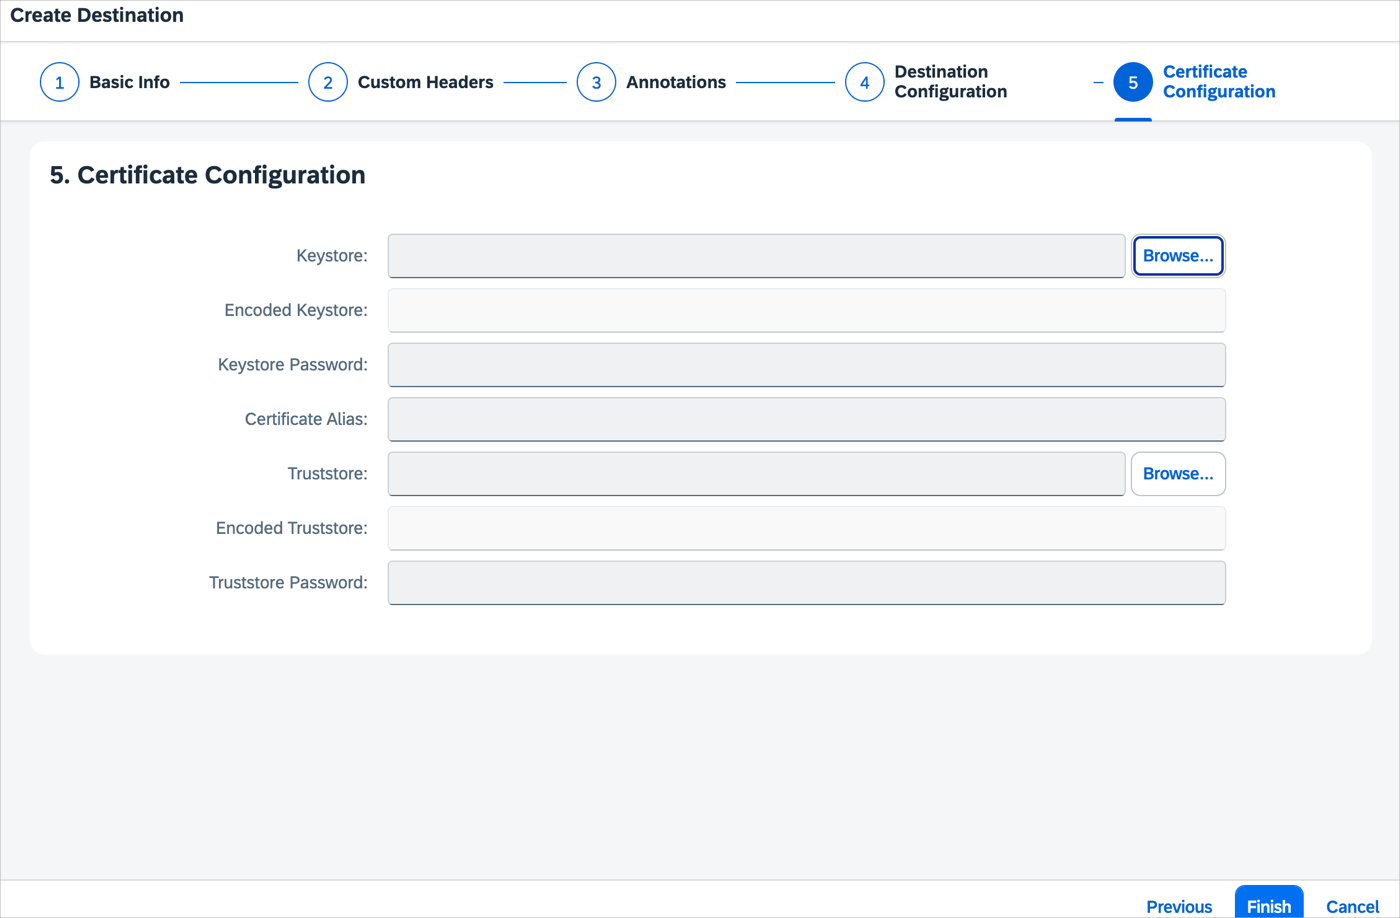 Create Destination
1 Basic Info
2 Custom Headers
3 Annotations
4 Destination
Configuration
5 Certificate
Configuration
5. Certificate Configuration
Keystore: Browse...
Encoded Keystore:
Keystore Password:
Certificate Alias:
Truststore: Browse...
Encoded Truststore:
Truststore Password:
Previous Finish Cancel